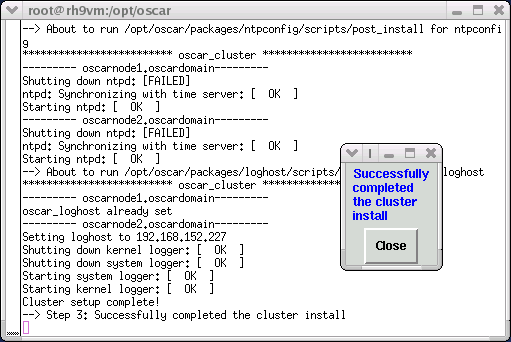 root@rh9vm:/opt/oscar
--> About to run /opt/oscar/packages/ntpconfig/scripts/post_install for ntpconfi
g
************************* oscar_cluster *************************
--------- oscarnode1.oscardomain---------
Shutting down ntpd: [FAILED]
ntpd: Synchronizing with time server: [  OK  ]
Starting ntpd: [  OK  ]
--------- oscarnode2.oscardomain---------
Shutting down ntpd: [FAILED]
ntpd: Synchronizing with time server: [  OK  ]
Starting ntpd: [  OK  ]
--> About to run /opt/oscar/packages/loghost/scripts/ loghost
************************* oscar_cluster ***************
--------- oscarnode1.oscardomain---------
oscar_loghost already set
--------- oscarnode2.oscardomain---------
Setting loghost to 192.168.152.227
Shutting down kernel logger: [  OK  ]
Shutting down system logger: [  OK  ]
Starting system logger: [  OK  ]
Starting kernel logger: [  OK  ]
Cluster setup complete!
--> Step 3: Successfully completed the cluster install
Successfully
completed
the cluster
install
Close